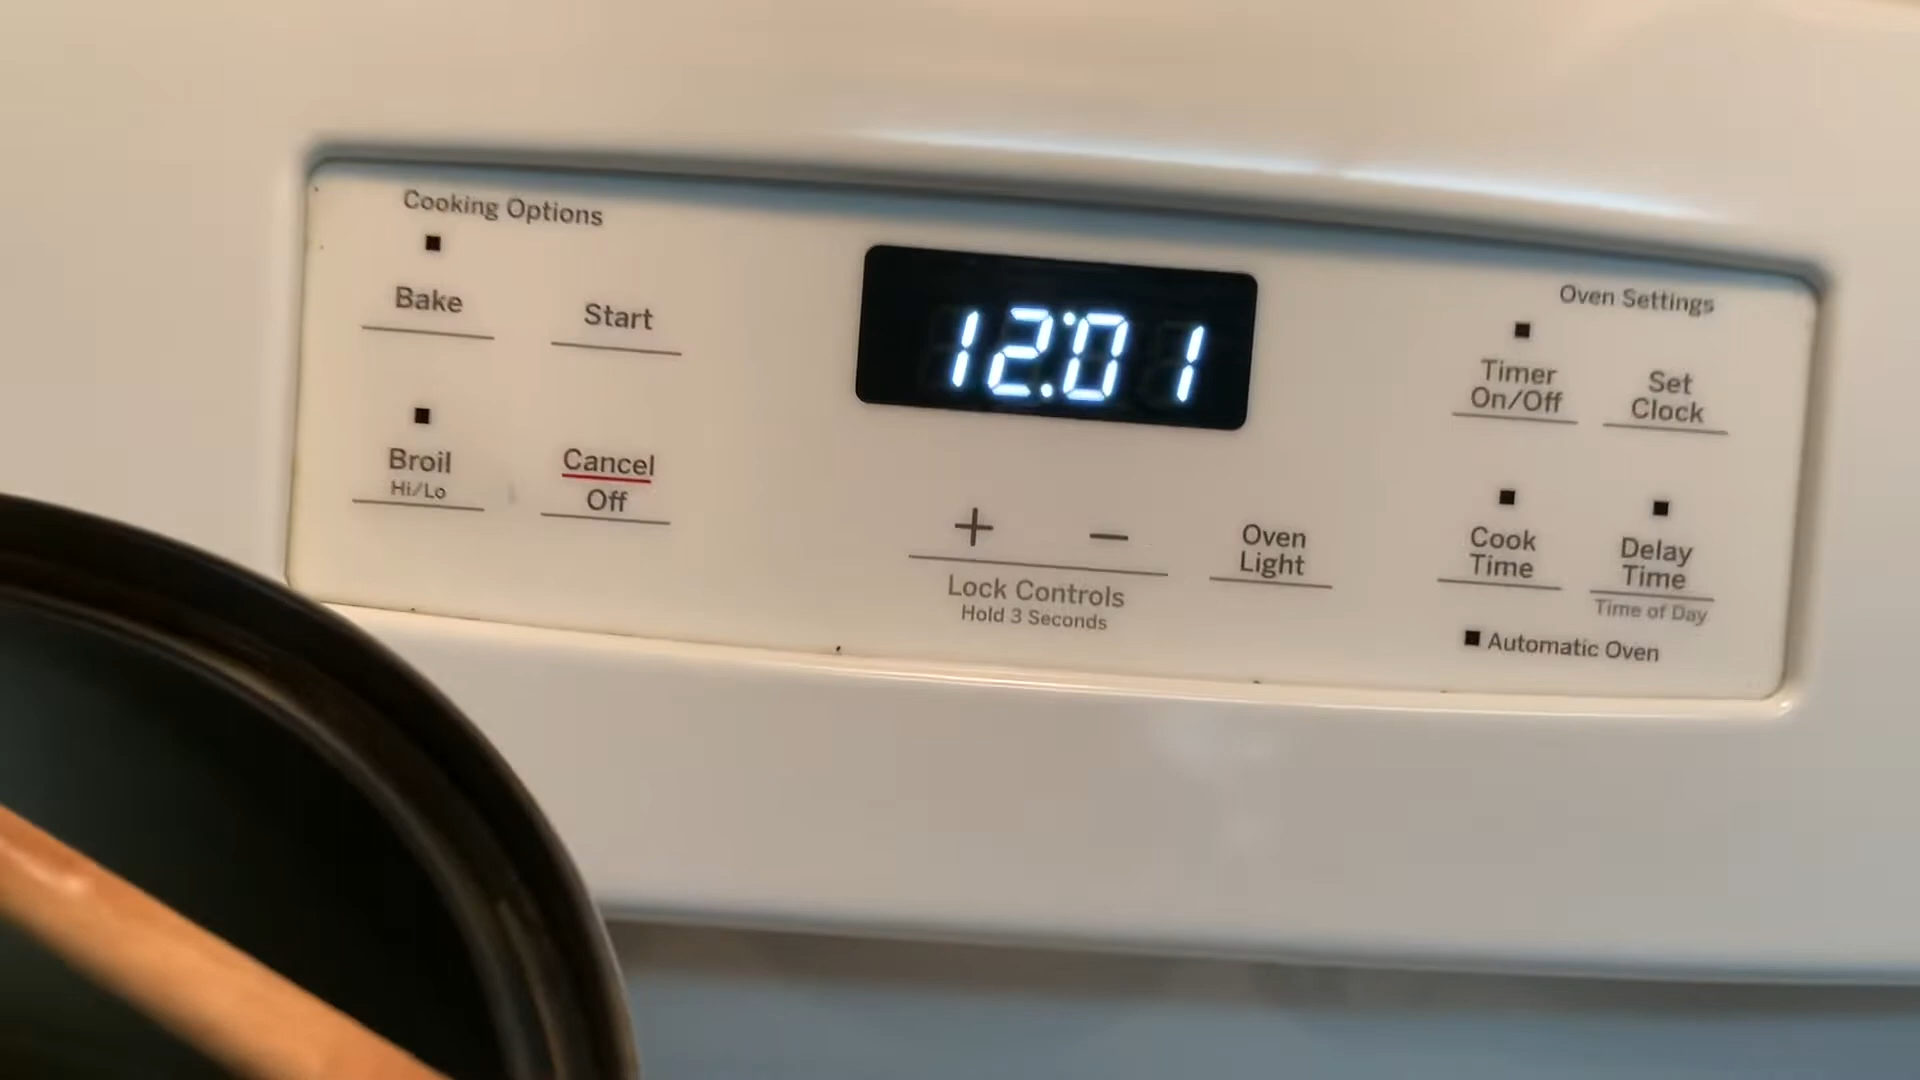 Cooking Options
Bake
Start
Broil
Hi/Lo
Cancel
Off
12:01
+ −
Lock Controls
Hold 3 Seconds
Oven
Light
Oven Settings
Timer
On/Off
Set
Clock
Cook
Time
Delay
Time
Time of Day
Automatic Oven